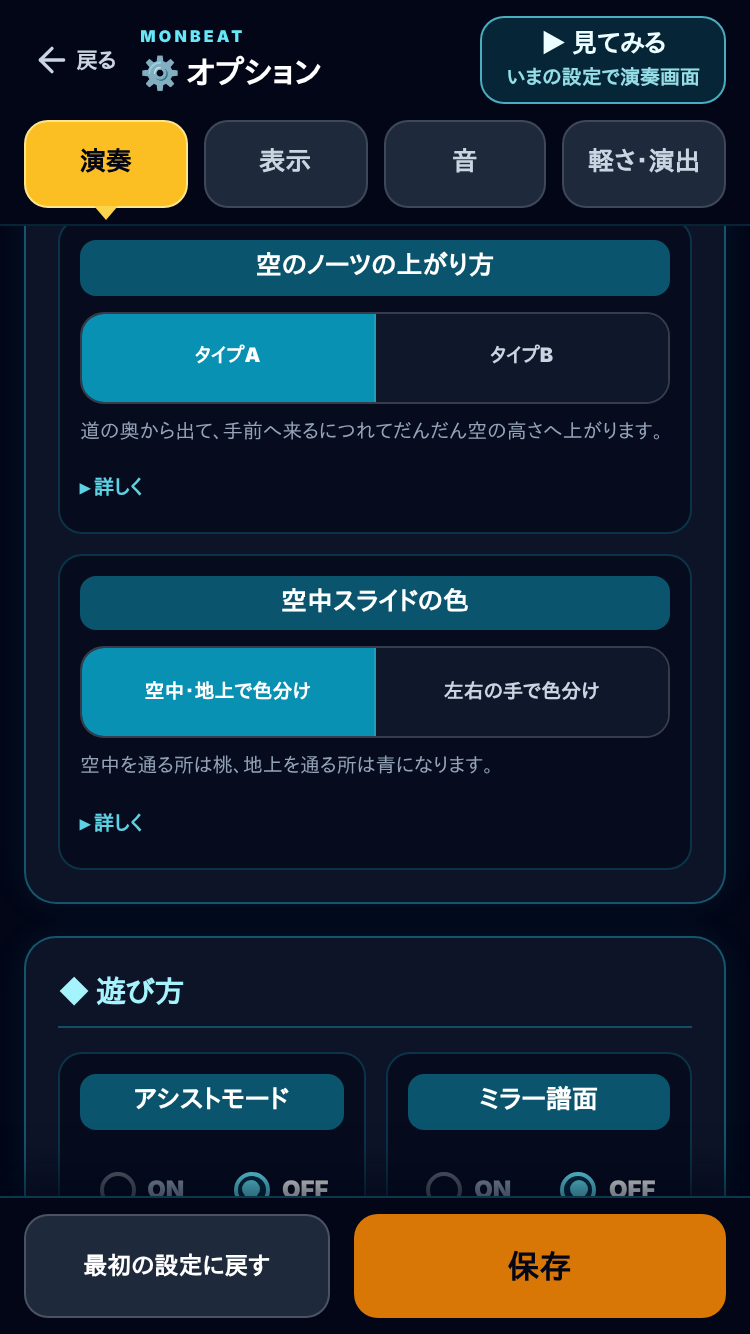 戻る
MONBEAT
⚙️ オプション
▶ 見てみる
いまの設定で演奏画面
演奏
表示
音
軽さ・演出
空のノーツの上がり方
タイプA
タイプB
道の奥から出て、手前へ来るにつれてだんだん空の高さへ上がります。
▶詳しく
空中スライドの色
空中・地上で色分け
左右の手で色分け
空中を通る所は桃、地上を通る所は青になります。
▶詳しく
◆ 遊び方
アシストモード
ミラー譜面
ON
OFF
ON
OFF
最初の設定に戻す
保存